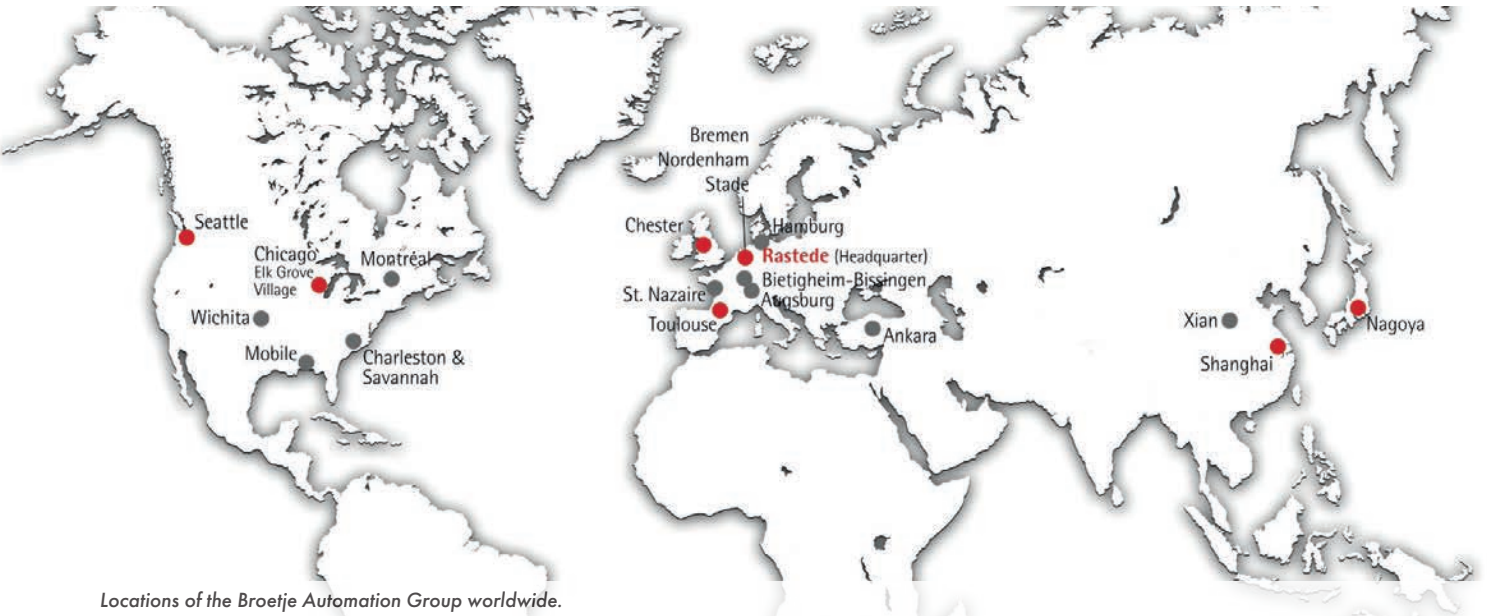 Bremen
Nordenham
Stade
Seattle
Chester
Hamburg
Chicago
Elk Grove
Village
Montréal
Rastede (Headquarter)
Bietigheim-Bissingen
St. Nazaire
Augsburg
Wichita
Toulouse
Ankara
Xian
Nagoya
Mobile
Charleston &
Savannah
Shanghai
Locations of the Broetje Automation Group worldwide.